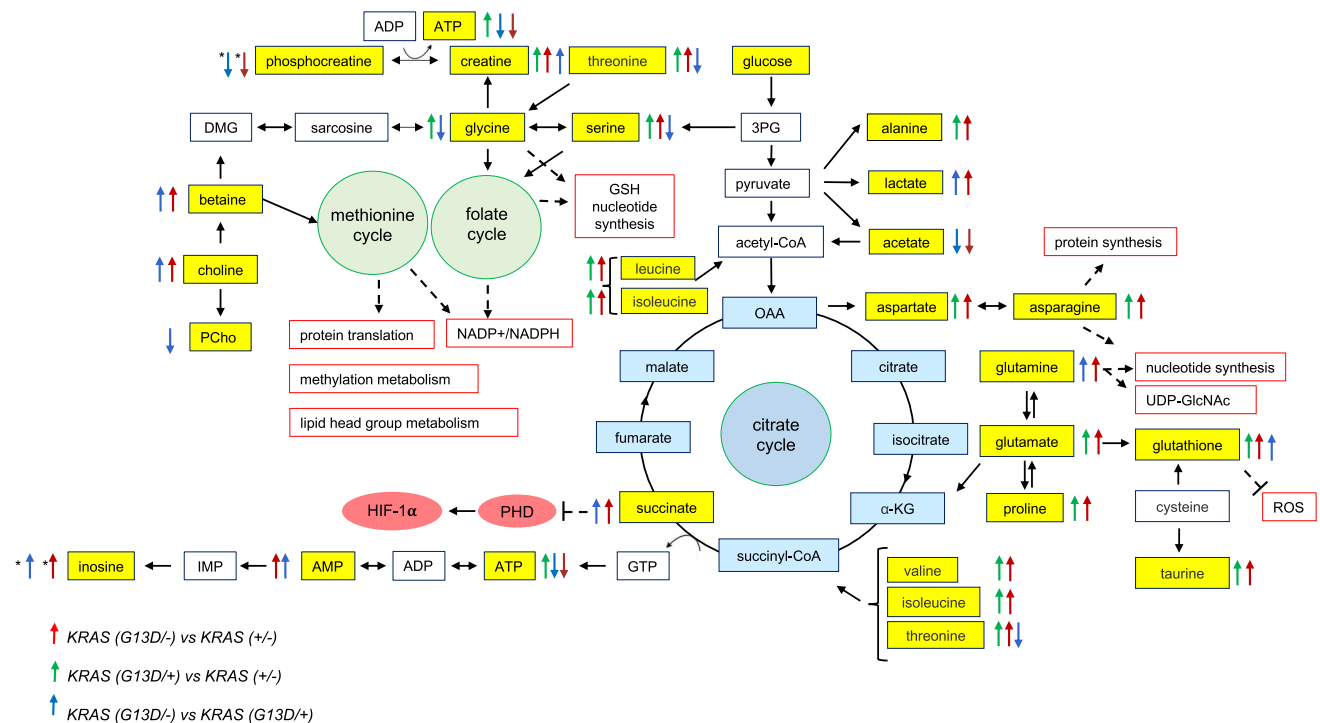 ADP
ATP
* * phosphocreatine
creatine
threonine
glucose
DMG
sarcosine
glycine
serine
3PG
alanine
betaine
methionine
cycle
folate
cycle
GSH
nucleotide
synthesis
pyruvate
lactate
choline
acetyl-CoA
acetate
protein synthesis
leucine
isoleucine
OAA
aspartate
asparagine
PCho
protein translation
NADP+/NADPH
methylation metabolism
lipid head group metabolism
malate
citrate
glutamine
nucleotide synthesis
UDP-GlcNAc
fumarate
citrate
cycle
isocitrate
glutamate
glutathione
HIF-1α
PHD
succinate
α-KG
proline
cysteine
ROS
succinyl-CoA
* * inosine
IMP
AMP
ADP
ATP
GTP
valine
isoleucine
threonine
taurine
KRAS (G13D/-) vs KRAS (+/-)
KRAS (G13D/+) vs KRAS (+/-)
KRAS (G13D/-) vs KRAS (G13D/+)